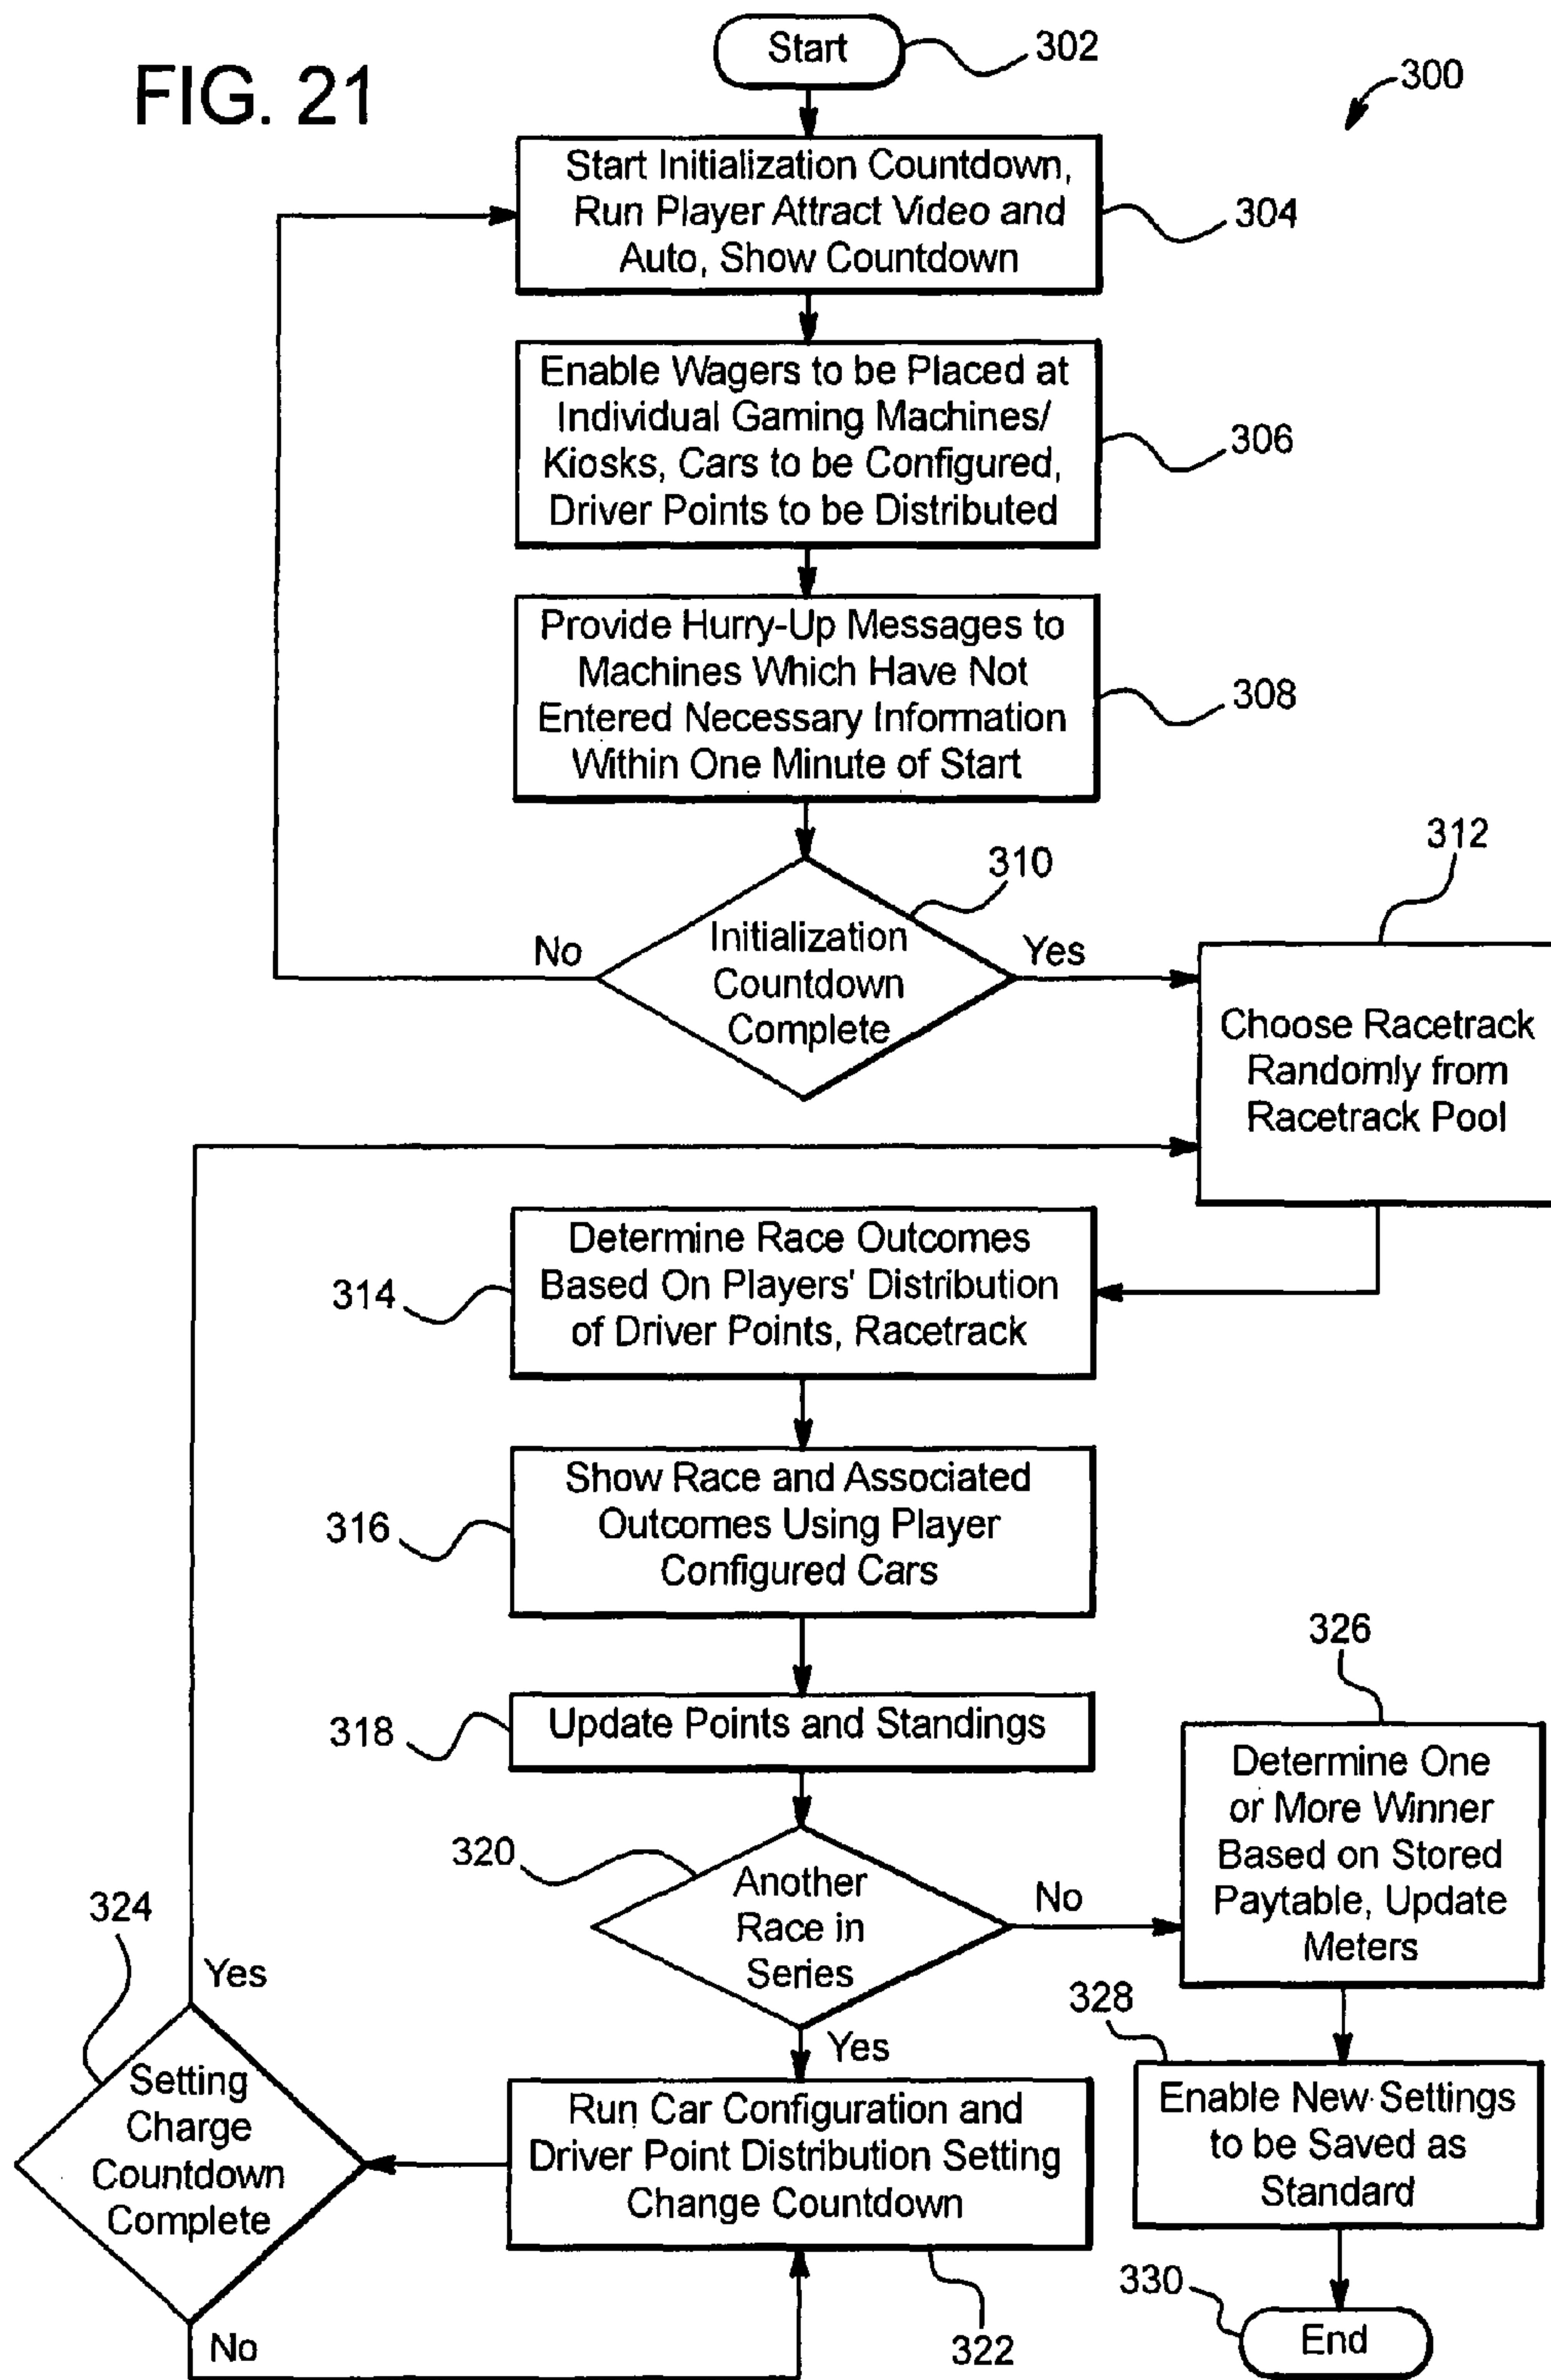 FIG. 21
Start
302
300
Start Initialization Countdown,
Run Player Attract Video and
Auto, Show Countdown
304
Enable Wagers to be Placed at
Individual Gaming Machines/
Kiosks, Cars to be Configured,
Driver Points to be Distributed
306
Provide Hurry-Up Messages to
Machines Which Have Not
Entered Necessary Information
Within One Minute of Start
308
310
Initialization
Countdown
Complete
No
Yes
312
Choose Racetrack
Randomly from
Racetrack Pool
Determine Race Outcomes
Based On Players' Distribution
of Driver Points, Racetrack
314
Show Race and Associated
Outcomes Using Player
Configured Cars
316
Update Points and Standings
318
320
Another
Race in
Series
No
Yes
326
Determine One
or More Winner
Based on Stored
Paytable, Update
Meters
324
Yes
Setting
Charge
Countdown
Complete
No
Run Car Configuration and
Driver Point Distribution Setting
Change Countdown
322
328
Enable New Settings
to be Saved as
Standard
330
End